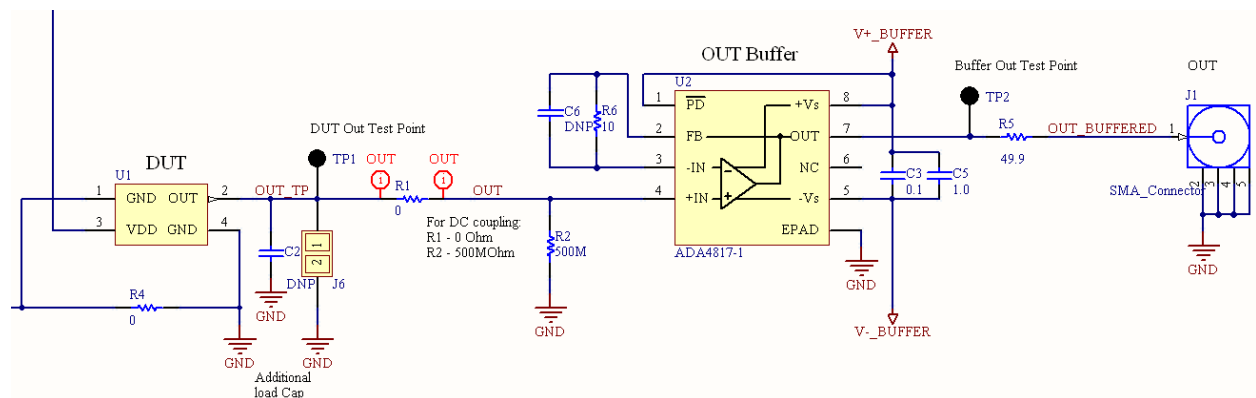 V+_BUFFER
OUT Buffer
Buffer Out Test Point
OUT
U2
J1
1
PD
+Vs
8
TP2
C6
DNP
R6
10
2
FB
OUT
7
R5
OUT_BUFFERED
1
49.9
DUT Out Test Point
3
-IN
NC
6
C3
0.1
C5
1.0
DUT
TP1
OUT
OUT
U1
R1
4
+IN
-Vs
5
SMA_Connector
2
3
4
5
1
GND
OUT
2
OUT_TP
0
OUT
1
1
3
VDD
GND
4
For DC coupling:
R1 - 0 Ohm
R2 - 500MOhm
R2
500M
EPAD
ADA4817-1
GND
GND
C2
DNP
1
2
J6
R4
0
GND
GND
GND
GND
V-_BUFFER
Additional
load Cap